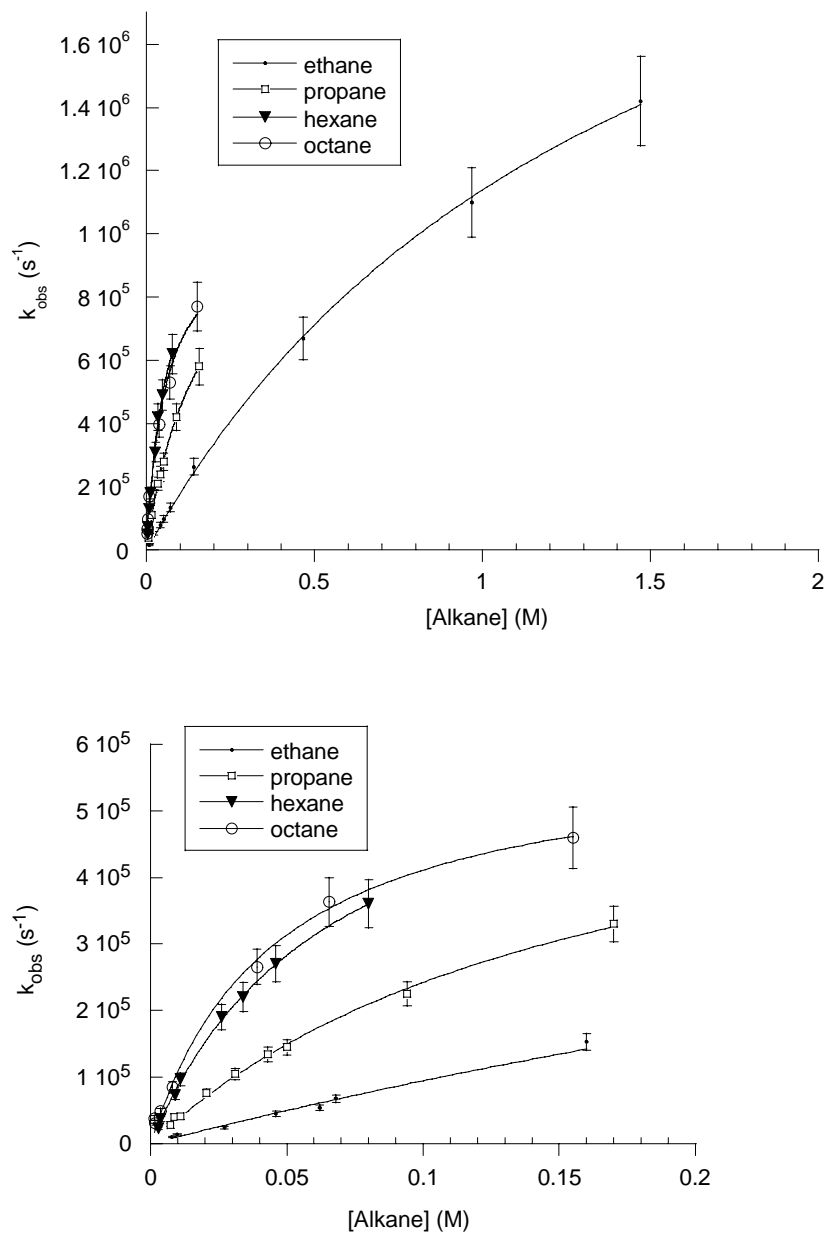 1.6 10⁶
1.4 10⁶
1.2 10⁶
1 10⁶
8 10⁵
6 10⁵
4 10⁵
2 10⁵
0
k_obs (s⁻¹)
ethane
propane
hexane
octane
0 0.5 1 1.5 2
[Alkane] (M)
6 10⁵
5 10⁵
4 10⁵
3 10⁵
2 10⁵
1 10⁵
0
k_obs (s⁻¹)
ethane
propane
hexane
octane
0 0.05 0.1 0.15 0.2
[Alkane] (M)